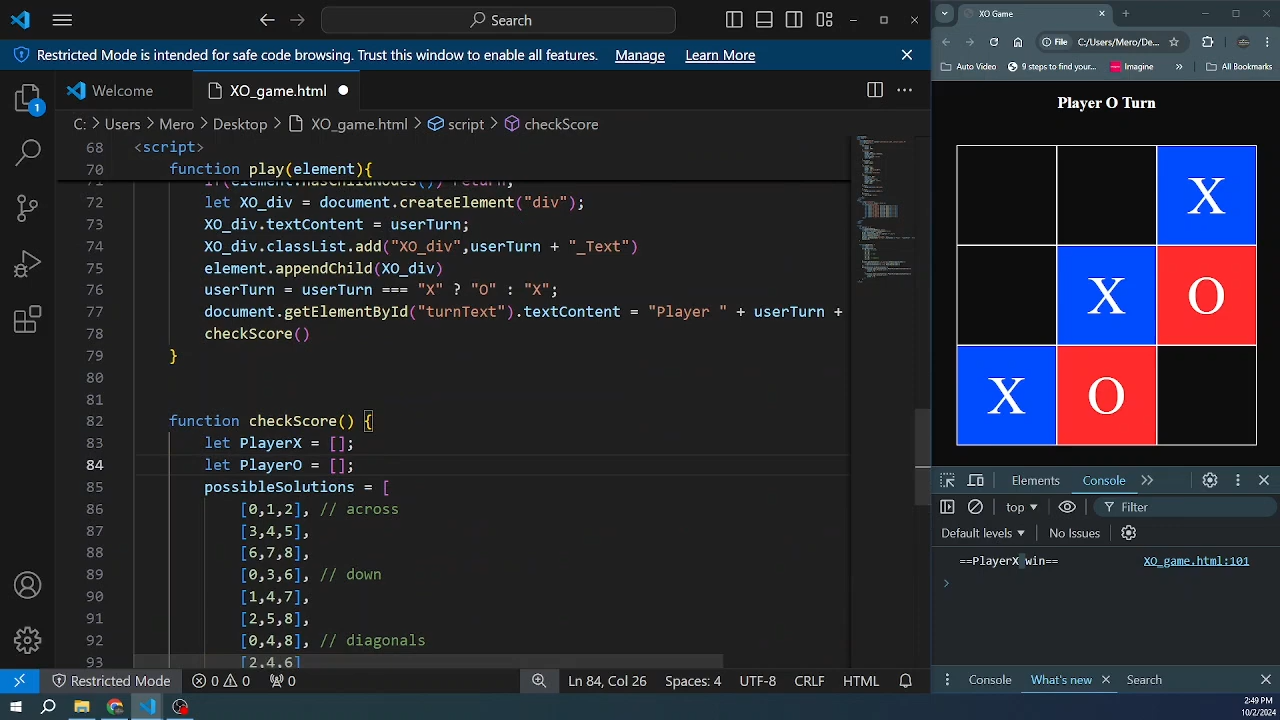 Search
Restricted Mode is intended for safe code browsing. Trust this window to enable all features. Manage Learn More
1
Welcome XO_game.html
C: > Users > Mero > Desktop > XO_game.html > script > checkScore
68 <script>
70 function play(element){
72 let XO_div = document.createElement("div");
73 XO_div.textContent = userTurn;
74 XO_div.classList.add("XO_div",userTurn + "_Text")
75 element.appendChild(XO_div)
76 userTurn = userTurn === "X" ? "O" : "X";
77 document.getElementById("turnText").textContent = "Player " + userTurn +
78 checkScore()
79 }
80
81
82 function checkScore() {
83 let PlayerX = [];
84 let PlayerO = [];
85 possibleSolutions = [
86 [0,1,2], // across
87 [3,4,5],
88 [6,7,8],
89 [0,3,6], // down
90 [1,4,7],
91 [2,5,8],
92 [0,4,8], // diagonals
93 [2,4,6]
Restricted Mode 0 0 0 Ln 84, Col 26 Spaces: 4 UTF-8 CRLF HTML
XO Game
File C:/Users/Mero/De...
Auto Video 9 steps to find your... Imagine » All Bookmarks
Player O Turn
X
X O
X O
Elements Console »
top Filter
Default levels No Issues
==PlayerX win== XO_game.html:101
>
Console What's new Search
2:49 PM
10/2/2024